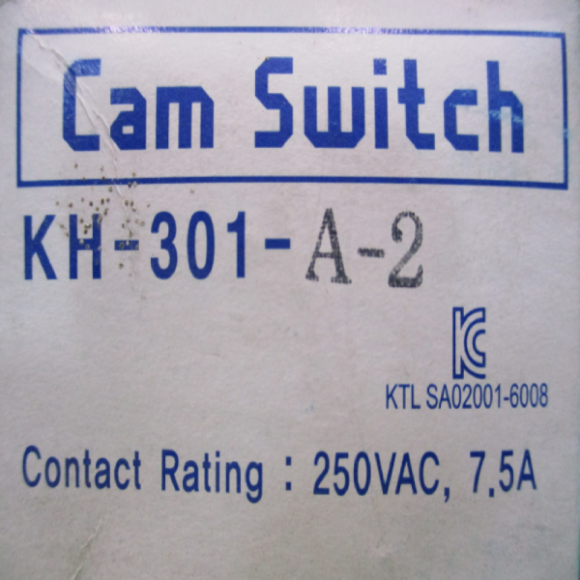 Cam Switch
KH-301-A-2
KC
KTL SA02001-6008
Contact Rating : 250VAC, 7.5A